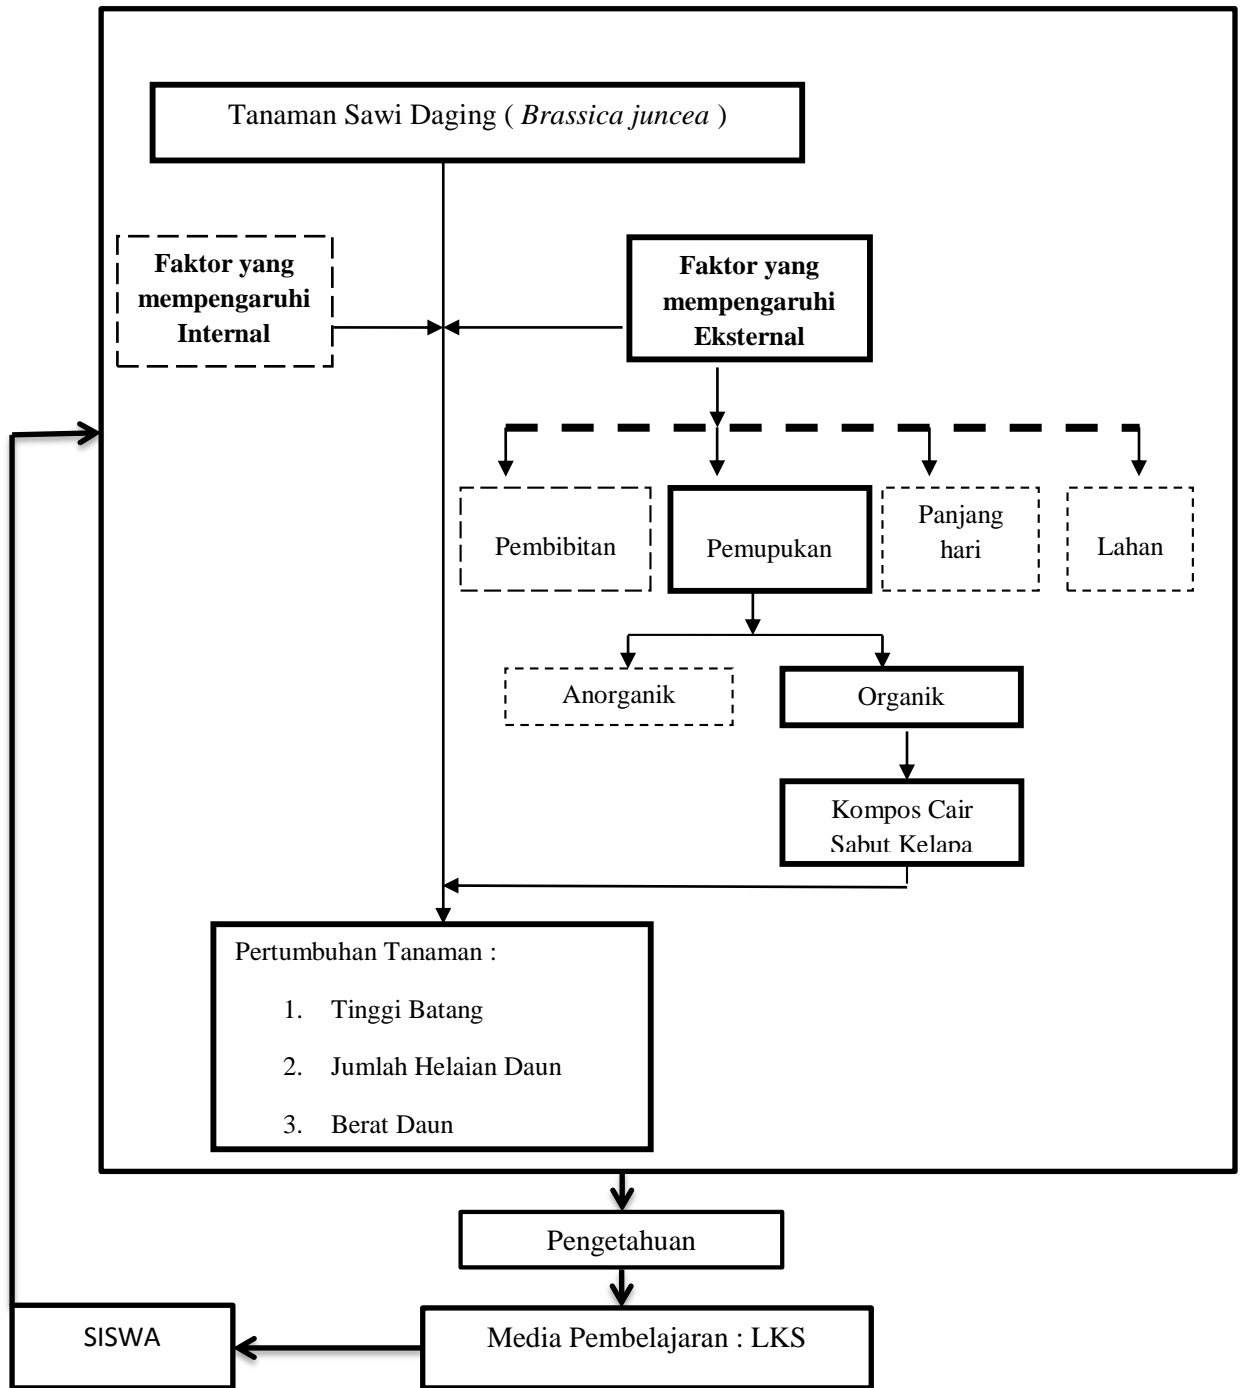 Tanaman Sawi Daging ( Brassica juncea )
Faktor yang
mempengaruhi
Internal
Faktor yang
mempengaruhi
Eksternal
Pembibitan
Pemupukan
Panjang
hari
Lahan
Anorganik
Organik
Kompos Cair
Sabut Kelapa
Pertumbuhan Tanaman :
1. Tinggi Batang
2. Jumlah Helaian Daun
3. Berat Daun
Pengetahuan
SISWA
Media Pembelajaran : LKS